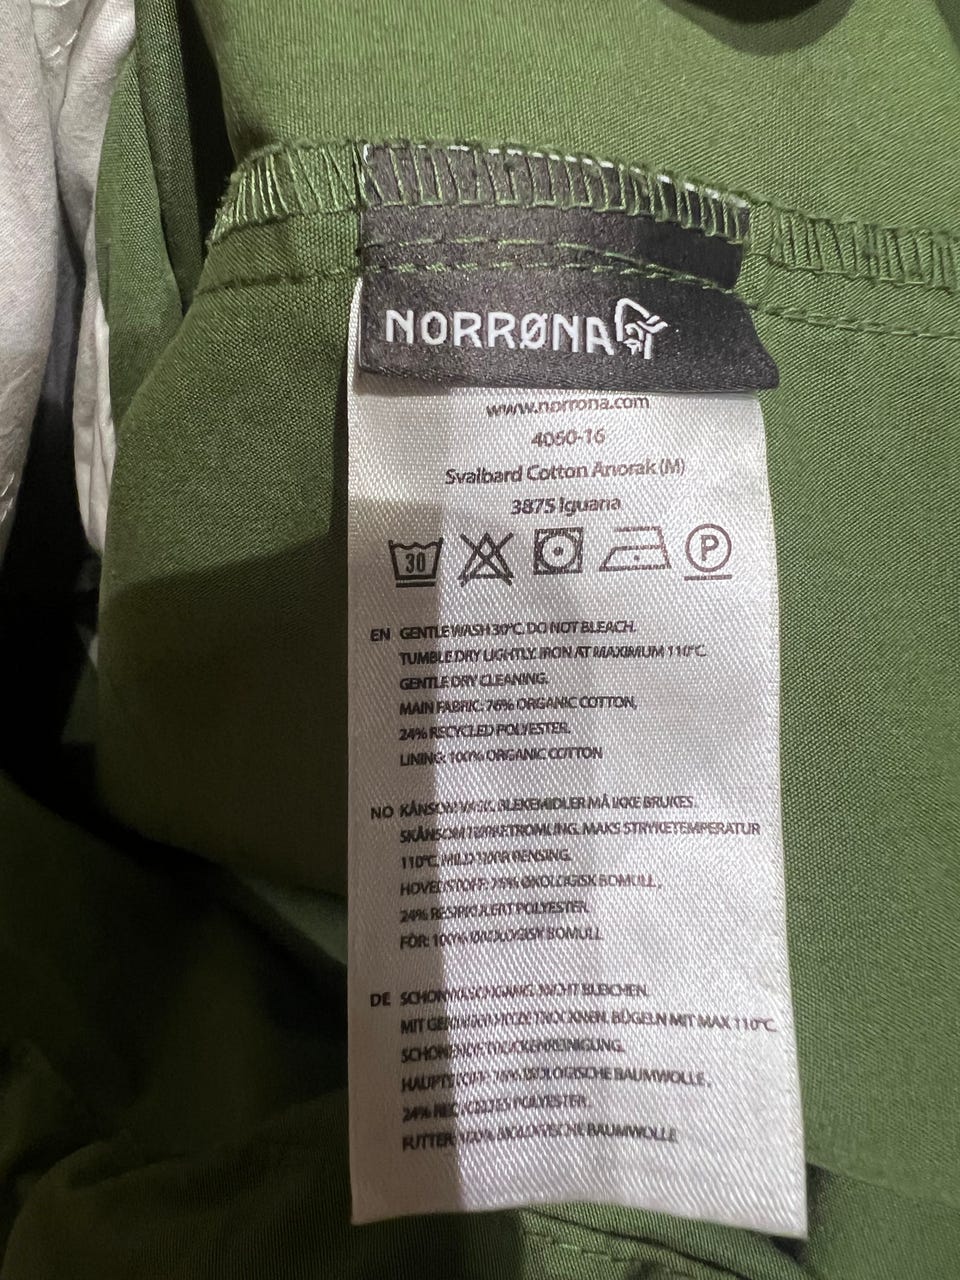 NORRØNA
www.norrona.com
4060-16
Svalbard Cotton Anorak (M)
3875 Iguana
30
P
EN GENTLE WASH 30°C. DO NOT BLEACH.
TUMBLE DRY LIGHTLY. IRON AT MAXIMUM 110°C.
GENTLE DRY CLEANING.
MAIN FABRIC: 76% ORGANIC COTTON,
24% RECYCLED POLYESTER.
LINING: 100% ORGANIC COTTON
NO KÅNSOM VASK. BLEKEMIDLER MÅ IKKE BRUKES.
SKÅNSOM TØRKETROMLING. MAKS STRYKETEMPERATUR
110°C. MILD TØRR RENSING.
HOVEDSTOFF: 76% ØKOLOGISK BOMULL,
24% RESIRKULERT POLYESTER.
FÔR: 100% ØKOLOGISK BOMULL
DE SCHONWASCHGANG. NICHT BLEICHEN.
MIT GERINGER HITZE TROCKNEN. BÜGELN MIT MAX 110°C.
SCHONENDE TROCKENREINIGUNG.
HAUPTSTOFF: 76% BIOLOGISCHE BAUMWOLLE,
24% RECYCELTES POLYESTER.
FUTTER: 100% BIOLOGISCHE BAUMWOLLE